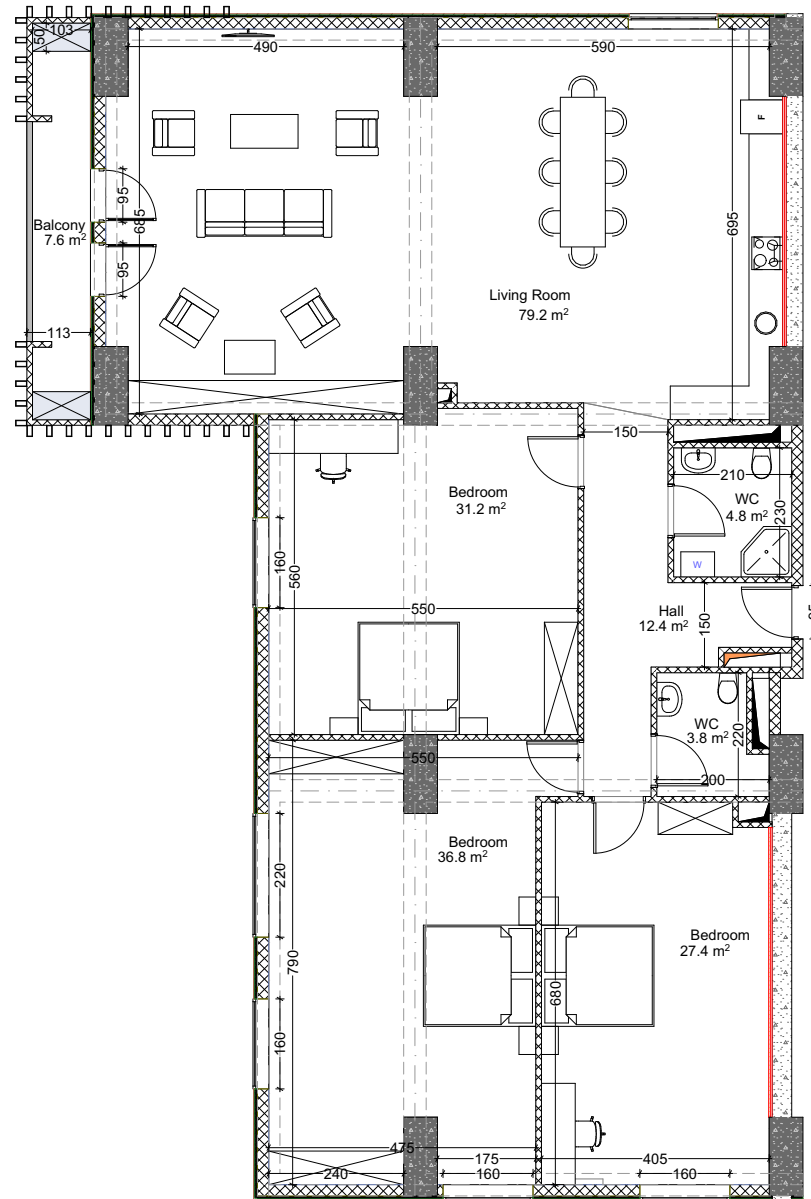 103
50
490
590
F
95
685
695
Balcony
7.6 m²
95
Living Room
79.2 m²
113
150
210
WC
4.8 m²
230
W
Bedroom
31.2 m²
160
560
550
Hall
12.4 m²
150
WC
3.8 m²
220
200
550
Bedroom
36.8 m²
220
790
Bedroom
27.4 m²
680
160
475
175
405
240
160
160